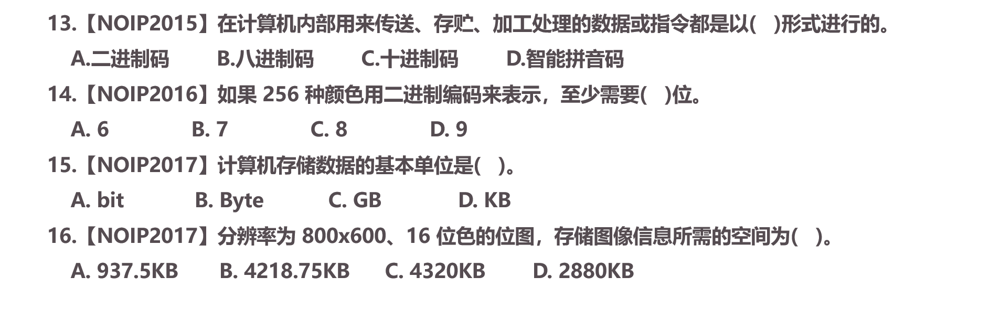 13.【NOIP2015】在计算机内部用来传送、存贮、加工处理的数据或指令都是以( )形式进行的。
A.二进制码 B.八进制码 C.十进制码 D.智能拼音码
14.【NOIP2016】如果 256 种颜色用二进制编码来表示，至少需要( )位。
A. 6 B. 7 C. 8 D. 9
15.【NOIP2017】计算机存储数据的基本单位是( )。
A. bit B. Byte C. GB D. KB
16.【NOIP2017】分辨率为 800x600、16 位色的位图，存储图像信息所需的空间为( )。
A. 937.5KB B. 4218.75KB C. 4320KB D. 2880KB